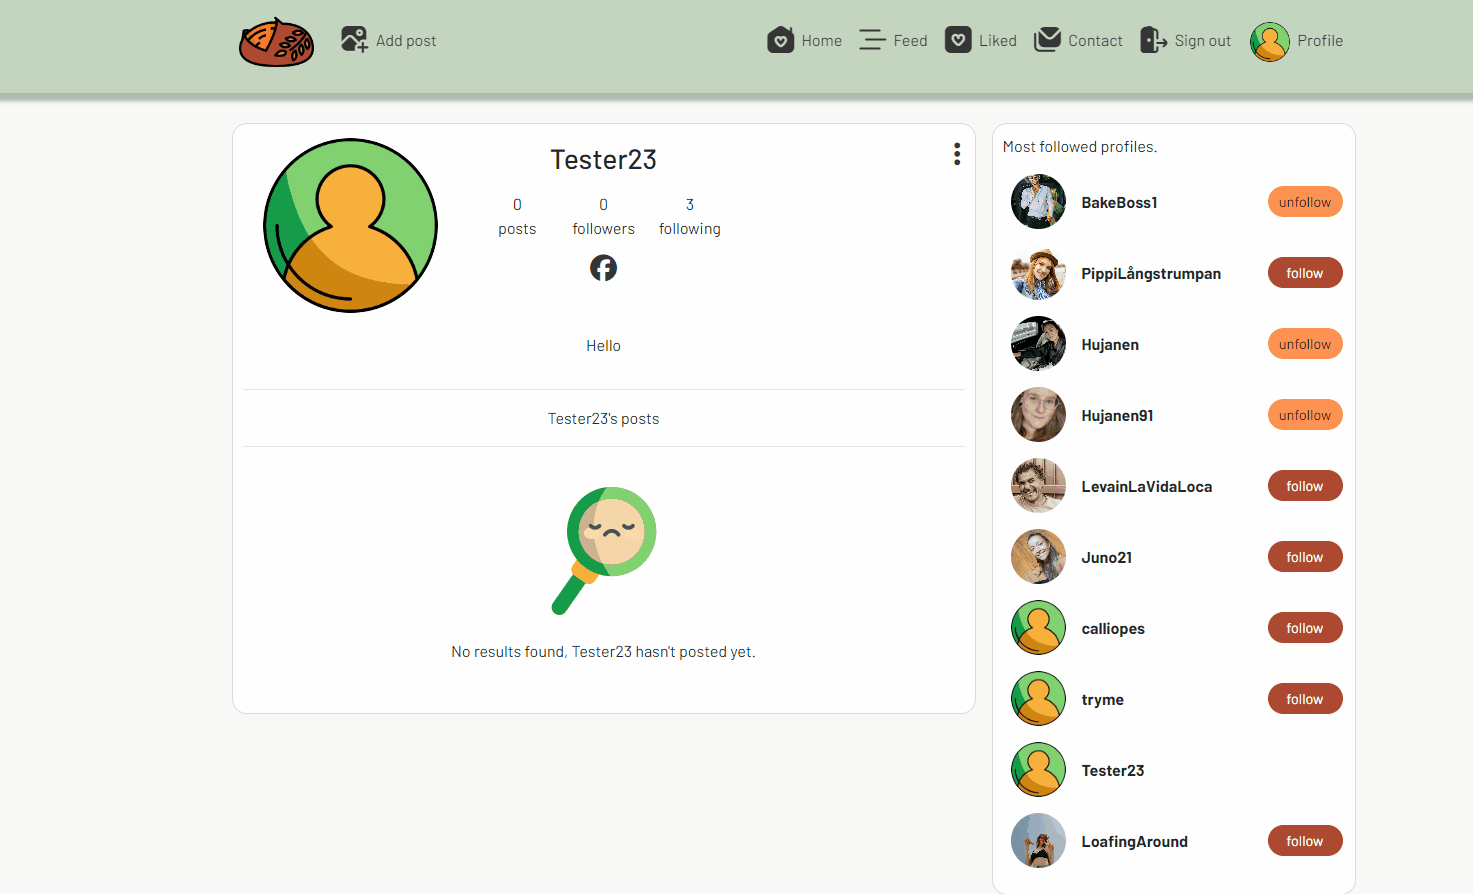 Add post
Home Feed Liked Contact Sign out Profile
Tester23
0 0 3
posts followers following
Hello
Tester23's posts
No results found, Tester23 hasn't posted yet.
Most followed profiles.
BakeBoss1 unfollow
PippiLångstrumpan follow
Hujanen unfollow
Hujanen91 unfollow
LevainLaVidaLoca follow
Juno21 follow
calliopes follow
tryme follow
Tester23
LoafingAround follow